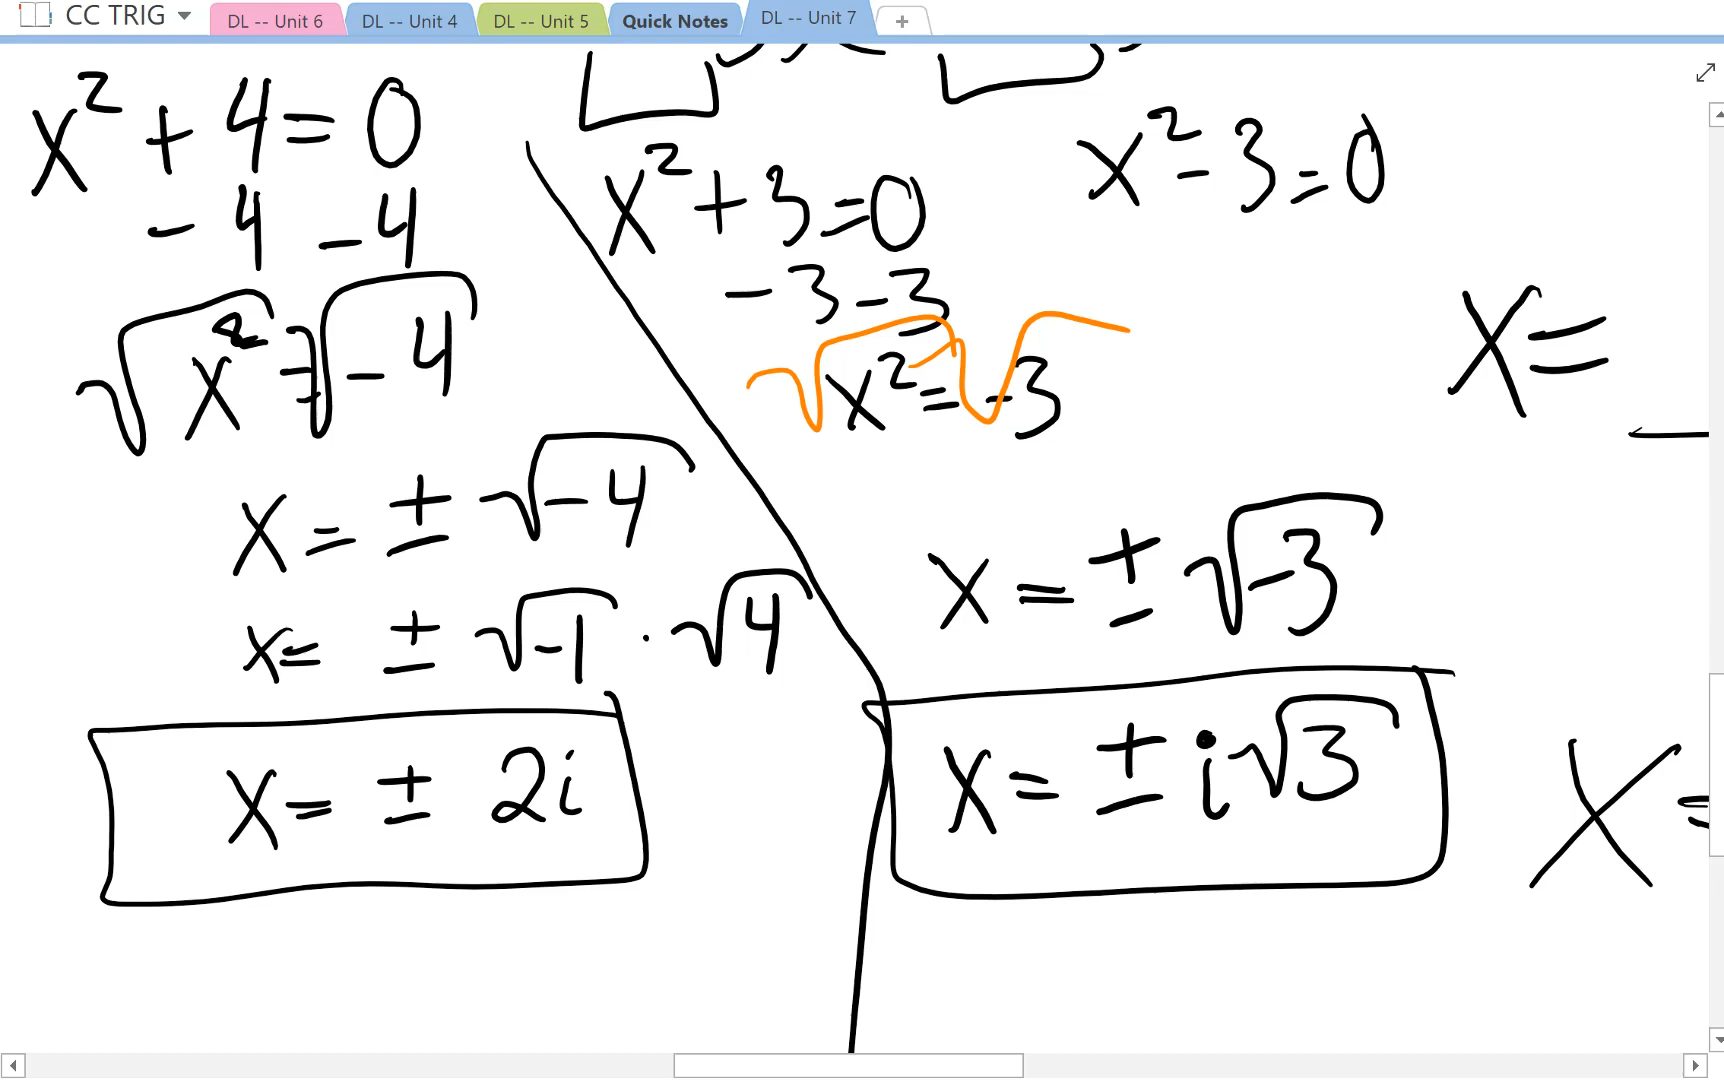 CC TRIG DL -- Unit 6 DL -- Unit 4 DL -- Unit 5 Quick Notes DL -- Unit 7 +
x² + 4 = 0
- 4 - 4
√x² = √-4
x = ± √-4
x = ± √-1 · √4
x = ± 2i
x² + 3 = 0
- 3 - 3
√x² = √-3
x = ± √-3
x = ± i√3
x² - 3 = 0
x =
x =